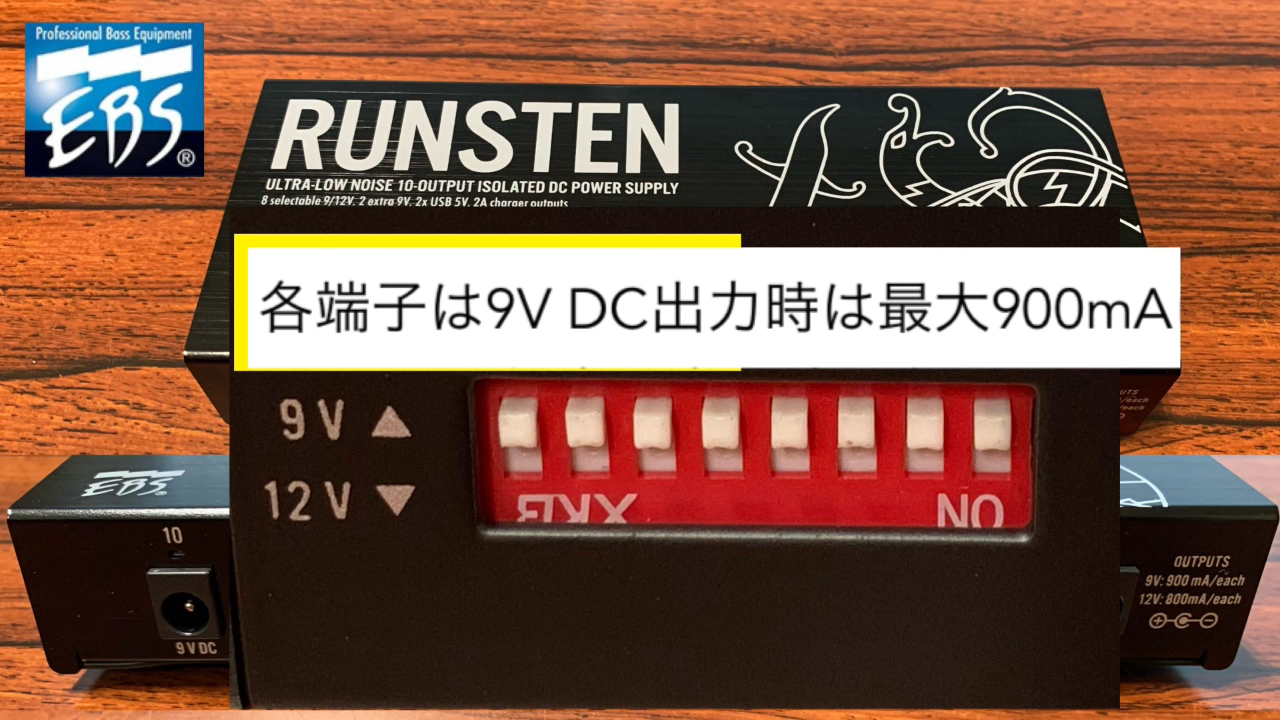 Professional Bass Equipment
EBS®
RUNSTEN
ULTRA-LOW NOISE 10-OUTPUT ISOLATED DC POWER SUPPLY
8 selectable 9/12V, 2 extra 9V, 2x USB 5V, 2A charger outputs
各端子は9V DC出力時は最大900mA
9V ▲
12V ▼
ON
EBS®
10
9 V DC
OUTPUTS
9V: 900 mA/each
12V: 800mA/each